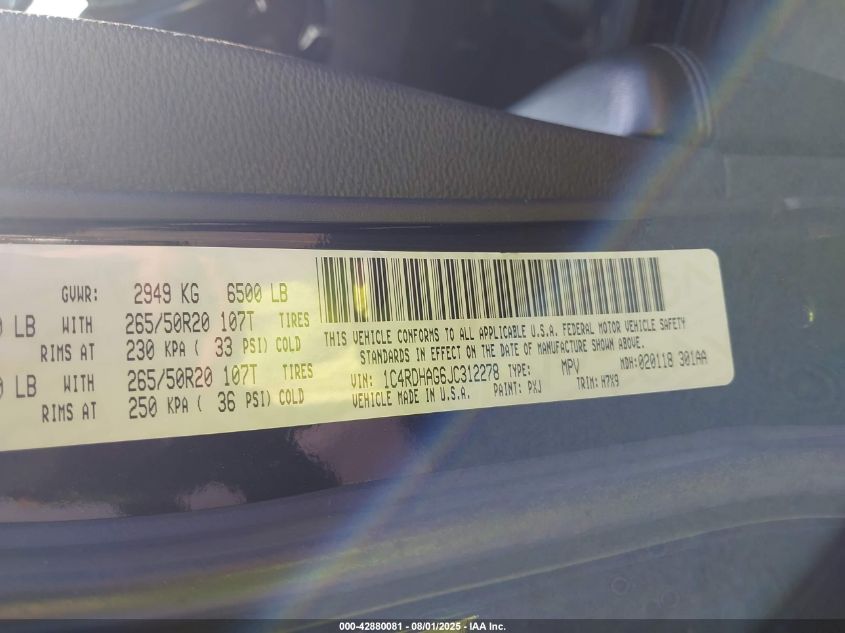 GVWR: 2949 KG 6500 LB
LB WITH 265/50R20 107T TIRES
RIMS AT 230 KPA ( 33 PSI) COLD
LB WITH 265/50R20 107T TIRES
RIMS AT 250 KPA ( 36 PSI) COLD
THIS VEHICLE CONFORMS TO ALL APPLICABLE U.S.A. FEDERAL MOTOR VEHICLE SAFETY
STANDARDS IN EFFECT ON THE DATE OF MANUFACTURE SHOWN ABOVE.
VIN: 1C4RDHAG6JC312278 TYPE: MPV MDH:020118 301AA
VEHICLE MADE IN U.S.A. PAINT: PXJ TRIM: H7X9
000-42880081 - 08/01/2025 - IAA Inc.